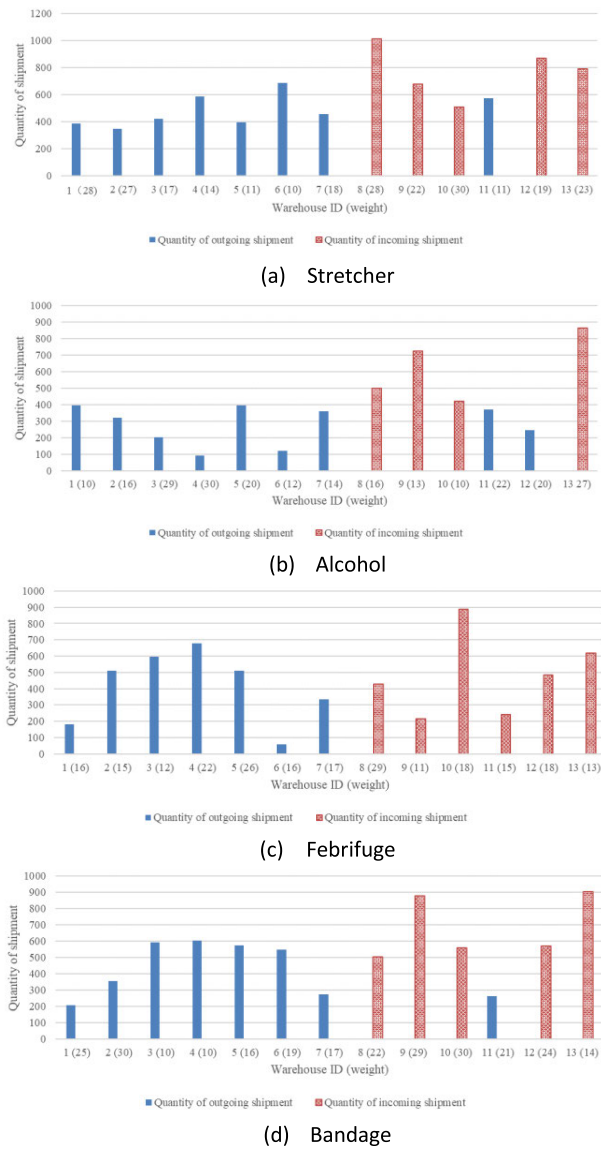 1200
1000
800
600
400
200
0
Quantity of shipment
1 (28) 2 (27) 3 (17) 4 (14) 5 (11) 6 (10) 7 (18) 8 (28) 9 (22) 10 (30) 11 (11) 12 (19) 13 (23)
Warehouse ID (weight)
Quantity of outgoing shipment Quantity of incoming shipment
(a) Stretcher
1000
900
800
700
600
500
400
300
200
100
0
Quantity of shipment
1 (10) 2 (16) 3 (29) 4 (30) 5 (20) 6 (12) 7 (14) 8 (16) 9 (13) 10 (10) 11 (22) 12 (20) 13 27)
Warehouse ID (weight)
Quantity of outgoing shipment Quantity of incoming shipment
(b) Alcohol
1000
900
800
700
600
500
400
300
200
100
0
Quantity of shipment
1 (16) 2 (15) 3 (12) 4 (22) 5 (26) 6 (16) 7 (17) 8 (29) 9 (11) 10 (18) 11 (15) 12 (18) 13 (13)
Warehouse ID (weight)
Quantity of outgoing shipment Quantity of incoming shipment
(c) Febrifuge
1000
900
800
700
600
500
400
300
200
100
0
Quantity of shipment
1 (25) 2 (30) 3 (10) 4 (10) 5 (16) 6 (19) 7 (17) 8 (22) 9 (29) 10 (30) 11 (21) 12 (24) 13 (14)
Warehouse ID (weight)
Quantity of outgoing shipment Quantity of incoming shipment
(d) Bandage